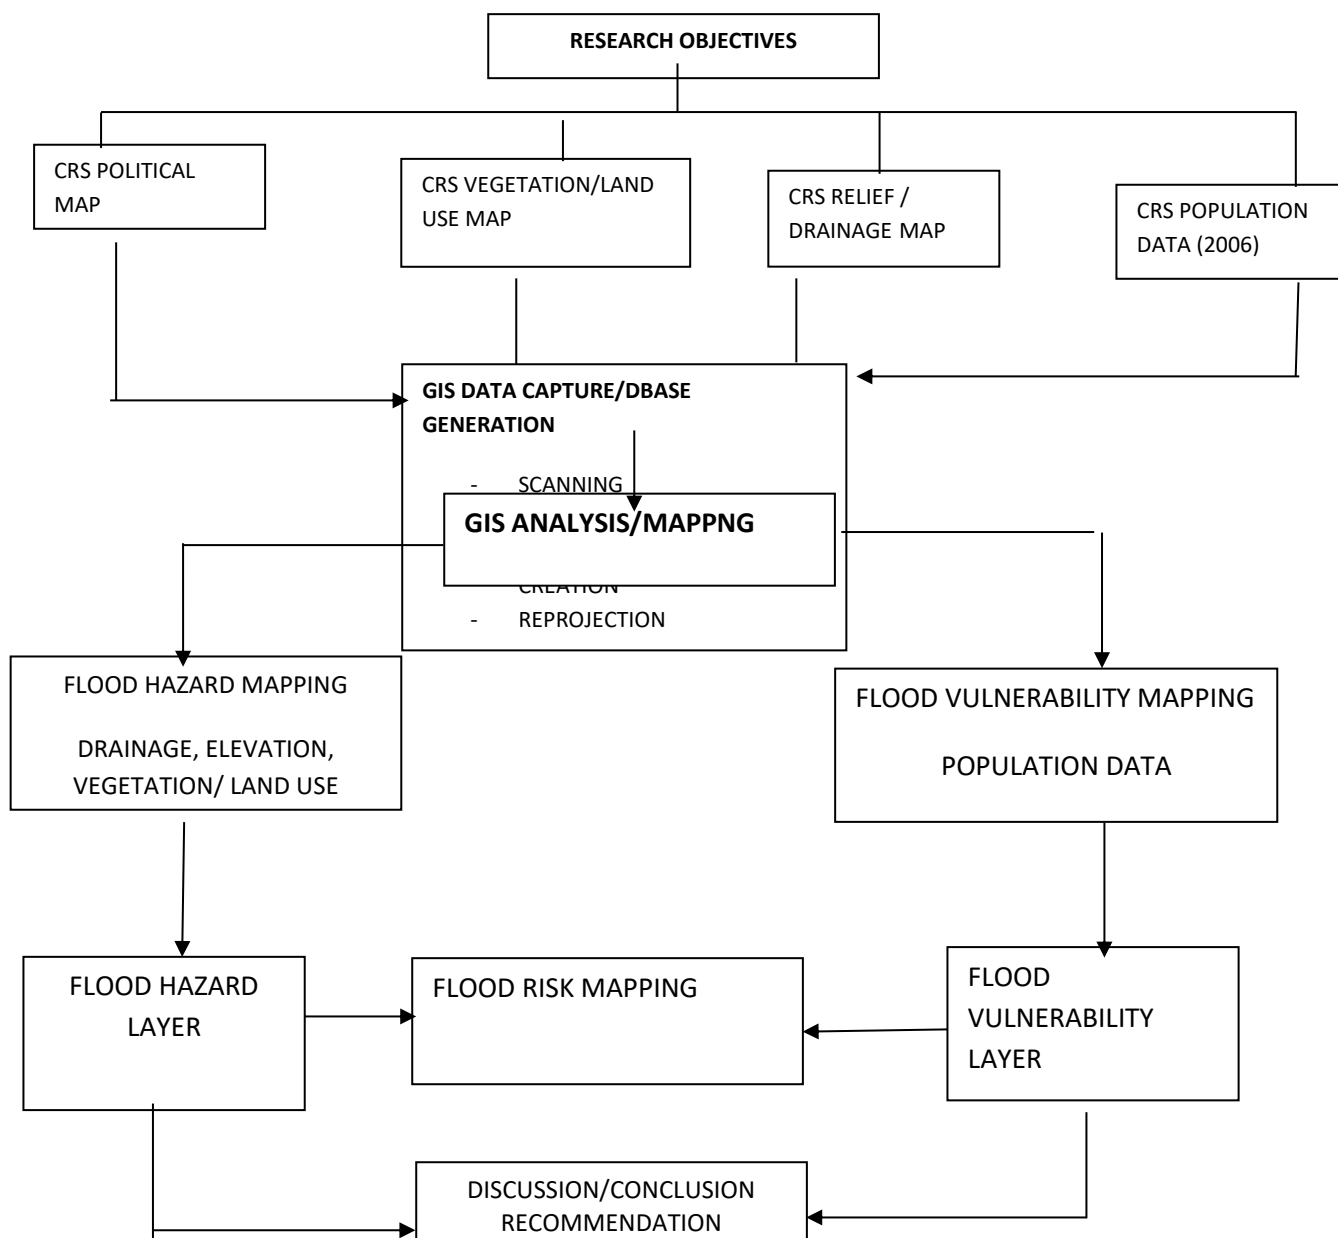 RESEARCH OBJECTIVES
CRS POLITICAL
MAP
CRS VEGETATION/LAND
USE MAP
CRS RELIEF /
DRAINAGE MAP
CRS POPULATION
DATA (2006)
GIS DATA CAPTURE/DBASE
GENERATION
- SCANNING
GIS ANALYSIS/MAPPNG
CREATION
- REPROJECTION
FLOOD HAZARD MAPPING
DRAINAGE, ELEVATION,
VEGETATION/ LAND USE
FLOOD VULNERABILITY MAPPING
POPULATION DATA
FLOOD HAZARD
LAYER
FLOOD RISK MAPPING
FLOOD
VULNERABILITY
LAYER
DISCUSSION/CONCLUSION
RECOMMENDATION